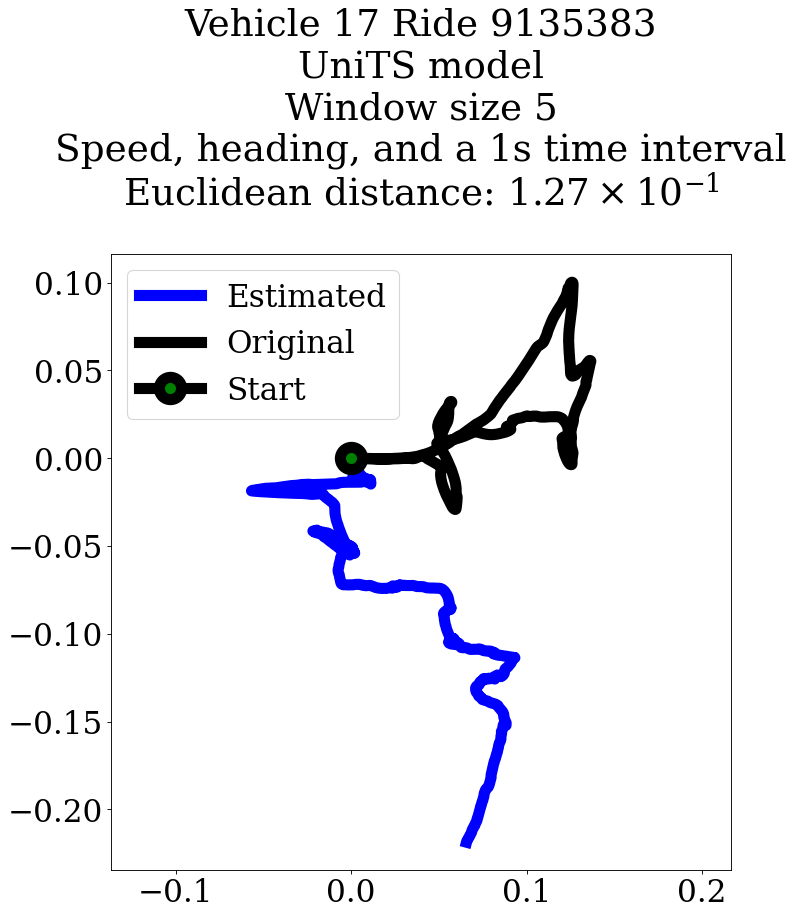 Vehicle 17 Ride 9135383
UniTS model
Window size 5
Speed, heading, and a 1s time interval
Euclidean distance: 1.27 × 10⁻¹
Estimated
Original
Start
0.10
0.05
0.00
−0.05
−0.10
−0.15
−0.20
−0.1
0.0
0.1
0.2